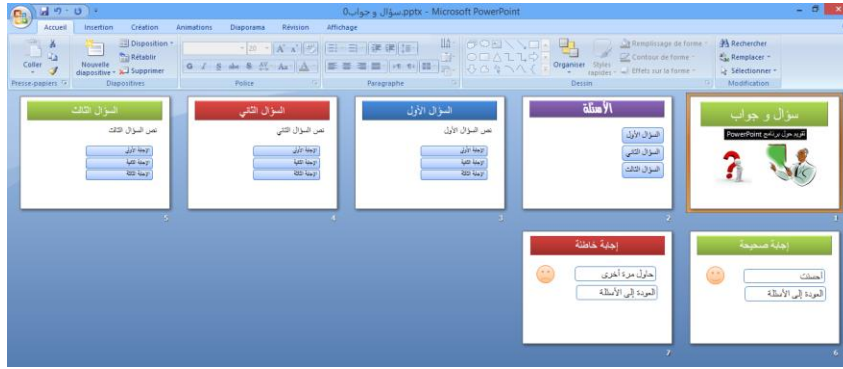 سؤال و جواب0.pptx - Microsoft PowerPoint
Accueil Insertion Création Animations Diaporama Révision Affichage
Coller
Nouvelle diapositive
Disposition
Rétablir
Supprimer
20
Organiser
Styles rapides
Remplissage de forme
Contour de forme
Effets sur la forme
Rechercher
Remplacer
Sélectionner
Presse-papiers Diapositives Police Paragraphe Dessin Modification
سؤال و جواب
تقويم حول برنامج PowerPoint
1
الأسئلة
السؤال الأول
السؤال الثاني
السؤال الثالث
2
السؤال الأول
نص السؤال الأول
الإجابة الأولى
الإجابة الثانية
الإجابة الثالثة
3
السؤال الثاني
نص السؤال الثاني
الإجابة الأولى
الإجابة الثانية
الإجابة الثالثة
4
السؤال الثالث
نص السؤال الثالث
الإجابة الأولى
الإجابة الثانية
الإجابة الثالثة
5
إجابة صحيحة
أحسنت
العودة إلى الأسئلة
6
إجابة خاطئة
حاول مرة أخرى
العودة إلى الأسئلة
7